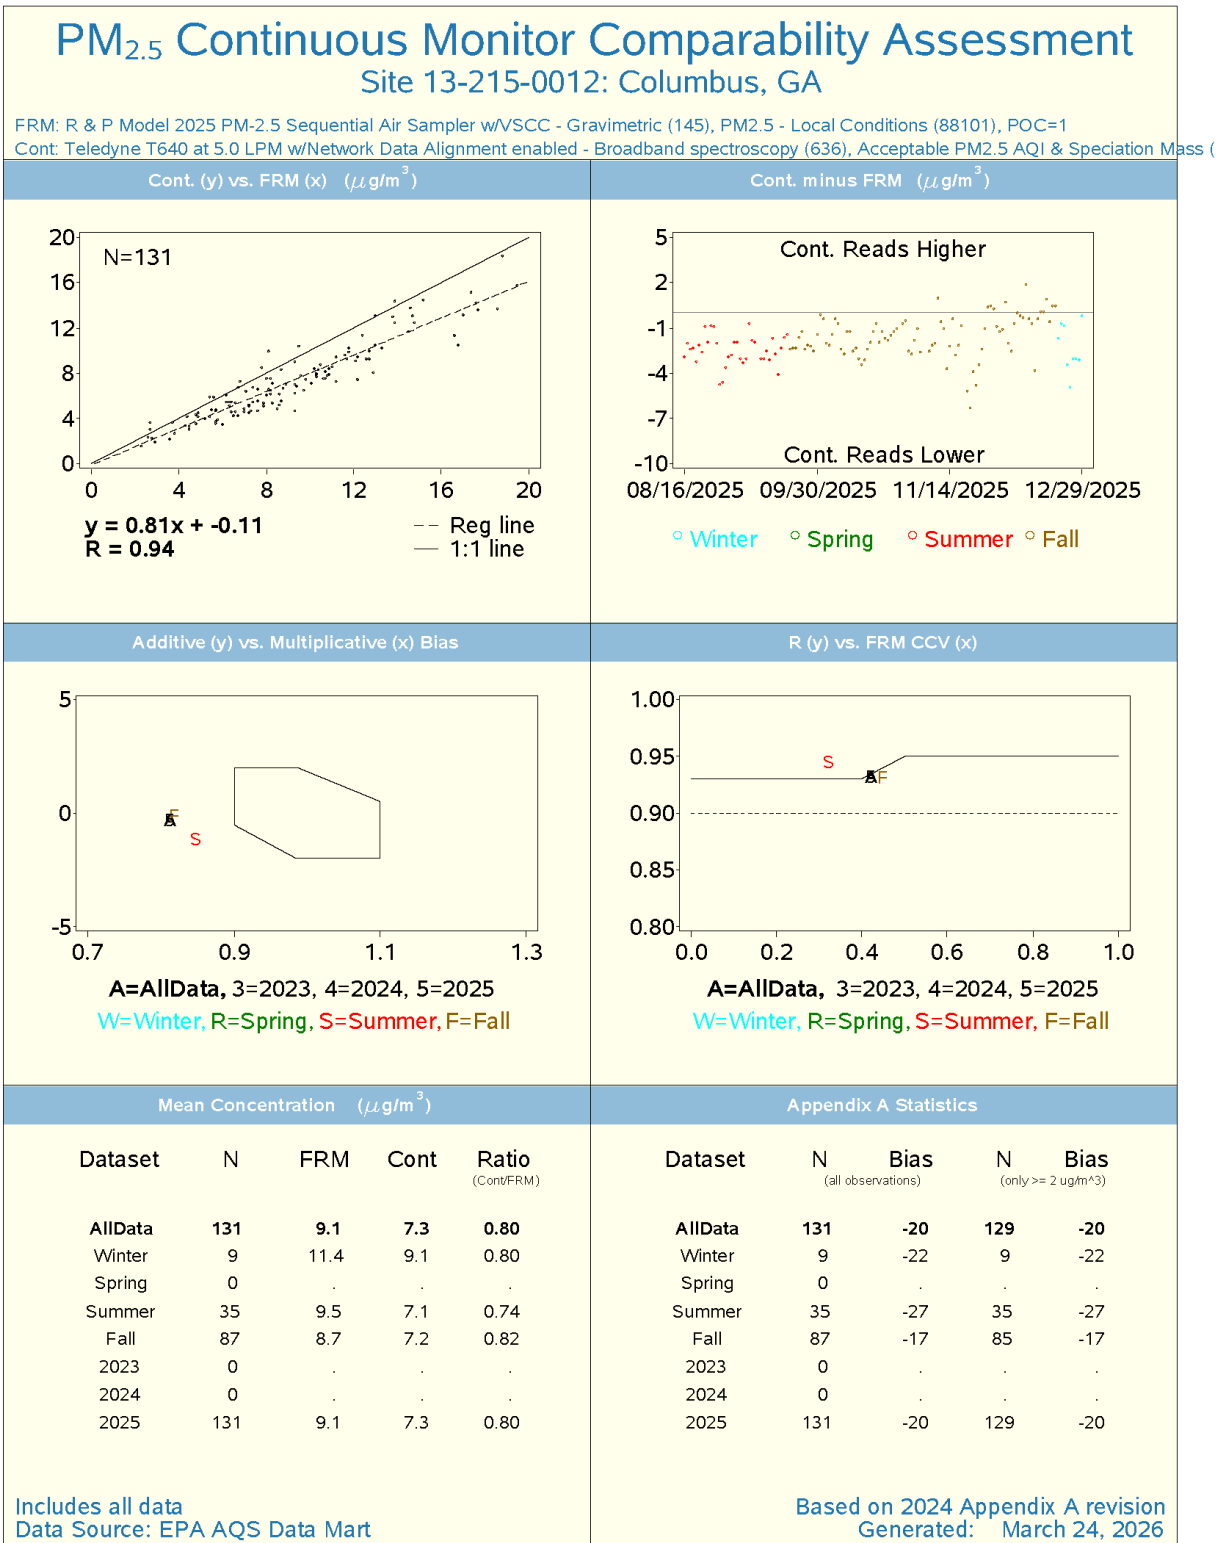 PM2.5 Continuous Monitor Comparability Assessment
Site 13-215-0012: Columbus, GA
FRM: R & P Model 2025 PM-2.5 Sequential Air Sampler w/VSCC - Gravimetric (145), PM2.5 - Local Conditions (88101), POC=1
Cont: Teledyne T640 at 5.0 LPM w/Network Data Alignment enabled - Broadband spectroscopy (636), Acceptable PM2.5 AQI & Speciation Mass (
Cont. (y) vs. FRM (x) (μg/m3)
N=131
20
16
12
8
4
0
0 4 8 12 16 20
y = 0.81x + -0.11
R = 0.94
Reg line
1:1 line
Cont. minus FRM (μg/m3)
Cont. Reads Higher
5
2
-1
-4
-7
-10
Cont. Reads Lower
08/16/2025 09/30/2025 11/14/2025 12/29/2025
Winter Spring Summer Fall
Additive (y) vs. Multiplicative (x) Bias
5
0
-5
F
5
A
S
0.7 0.9 1.1 1.3
A=AllData, 3=2023, 4=2024, 5=2025
W=Winter, R=Spring, S=Summer, F=Fall
R (y) vs. FRM CCV (x)
1.00
0.95
0.90
0.85
0.80
S
5
A
F
0.0 0.2 0.4 0.6 0.8 1.0
A=AllData, 3=2023, 4=2024, 5=2025
W=Winter, R=Spring, S=Summer, F=Fall
Mean Concentration (μg/m3)
Dataset N FRM Cont Ratio
(Cont/FRM)
AllData 131 9.1 7.3 0.80
Winter 9 11.4 9.1 0.80
Spring 0 . . .
Summer 35 9.5 7.1 0.74
Fall 87 8.7 7.2 0.82
2023 0 . . .
2024 0 . . .
2025 131 9.1 7.3 0.80
Appendix A Statistics
Dataset N Bias N Bias
(all observations) (only >= 2 ug/m^3)
AllData 131 -20 129 -20
Winter 9 -22 9 -22
Spring 0 . . .
Summer 35 -27 35 -27
Fall 87 -17 85 -17
2023 0 . . .
2024 0 . . .
2025 131 -20 129 -20
Includes all data
Data Source: EPA AQS Data Mart
Based on 2024 Appendix A revision
Generated: March 24, 2026